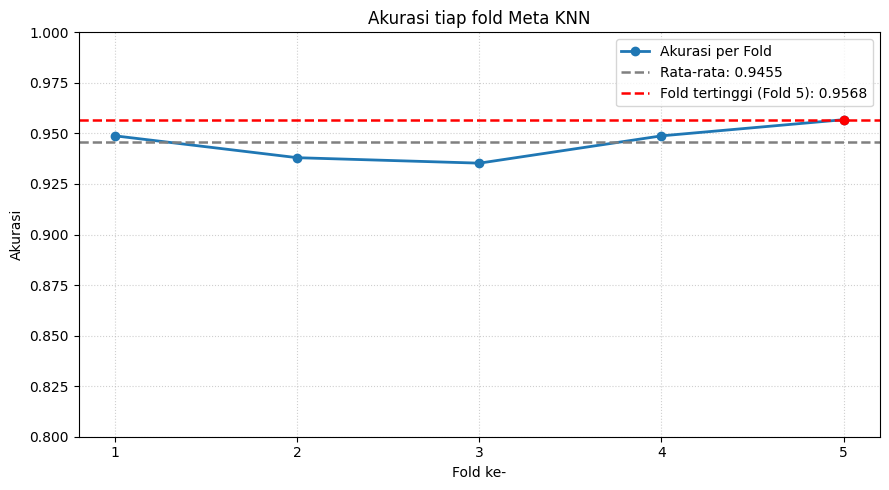 Akurasi tiap fold Meta KNN
Akurasi per Fold
Rata-rata: 0.9455
Fold tertinggi (Fold 5): 0.9568
1.000
0.975
0.950
0.925
0.900
0.875
0.850
0.825
0.800
Akurasi
1 2 3 4 5
Fold ke-